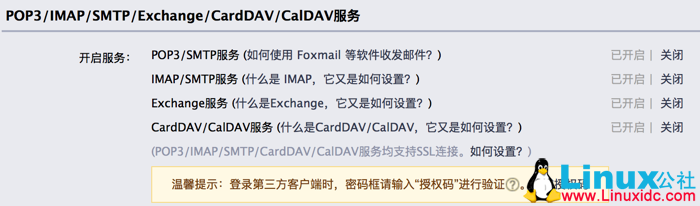 POP3/IMAP/SMTP/Exchange/CardDAV/CalDAV服务
开启服务： POP3/SMTP服务 (如何使用 Foxmail 等软件收发邮件？) 已开启 | 关闭
IMAP/SMTP服务 (什么是 IMAP，它又是如何设置？) 已开启 | 关闭
Exchange服务 (什么是Exchange，它又是如何设置？) 已开启 | 关闭
CardDAV/CalDAV服务 (什么是CardDAV/CalDAV，它又是如何设置？) 已开启 | 关闭
(POP3/IMAP/SMTP/CardDAV/CalDAV服务均支持SSL连接。如何设置？)
温馨提示：登录第三方客户端时，密码框请输入“授权码”进行验证?。
Linux公社
www.Linuxidc.com